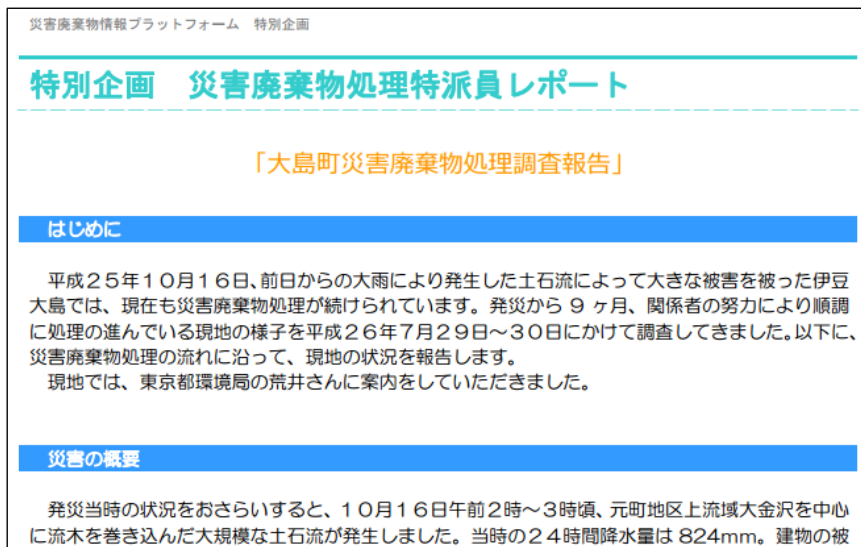 災害廃棄物情報プラットフォーム　特別企画
特別企画　災害廃棄物処理特派員レポート
「大島町災害廃棄物処理調査報告」
はじめに
　平成２５年１０月１６日、前日からの大雨により発生した土石流によって大きな被害を被った伊豆
大島では、現在も災害廃棄物処理が続けられています。発災から 9 ヶ月、関係者の努力により順調
に処理の進んでいる現地の様子を平成２６年７月２９日～３０日にかけて調査してきました。以下に、
災害廃棄物処理の流れに沿って、現地の状況を報告します。
　現地では、東京都環境局の荒井さんに案内をしていただきました。
災害の概要
　発災当時の状況をおさらいすると、１０月１６日午前２時～３時頃、元町地区上流域大金沢を中心
に流木を巻き込んだ大規模な土石流が発生しました。当時の２４時間降水量は 824mm。建物の被